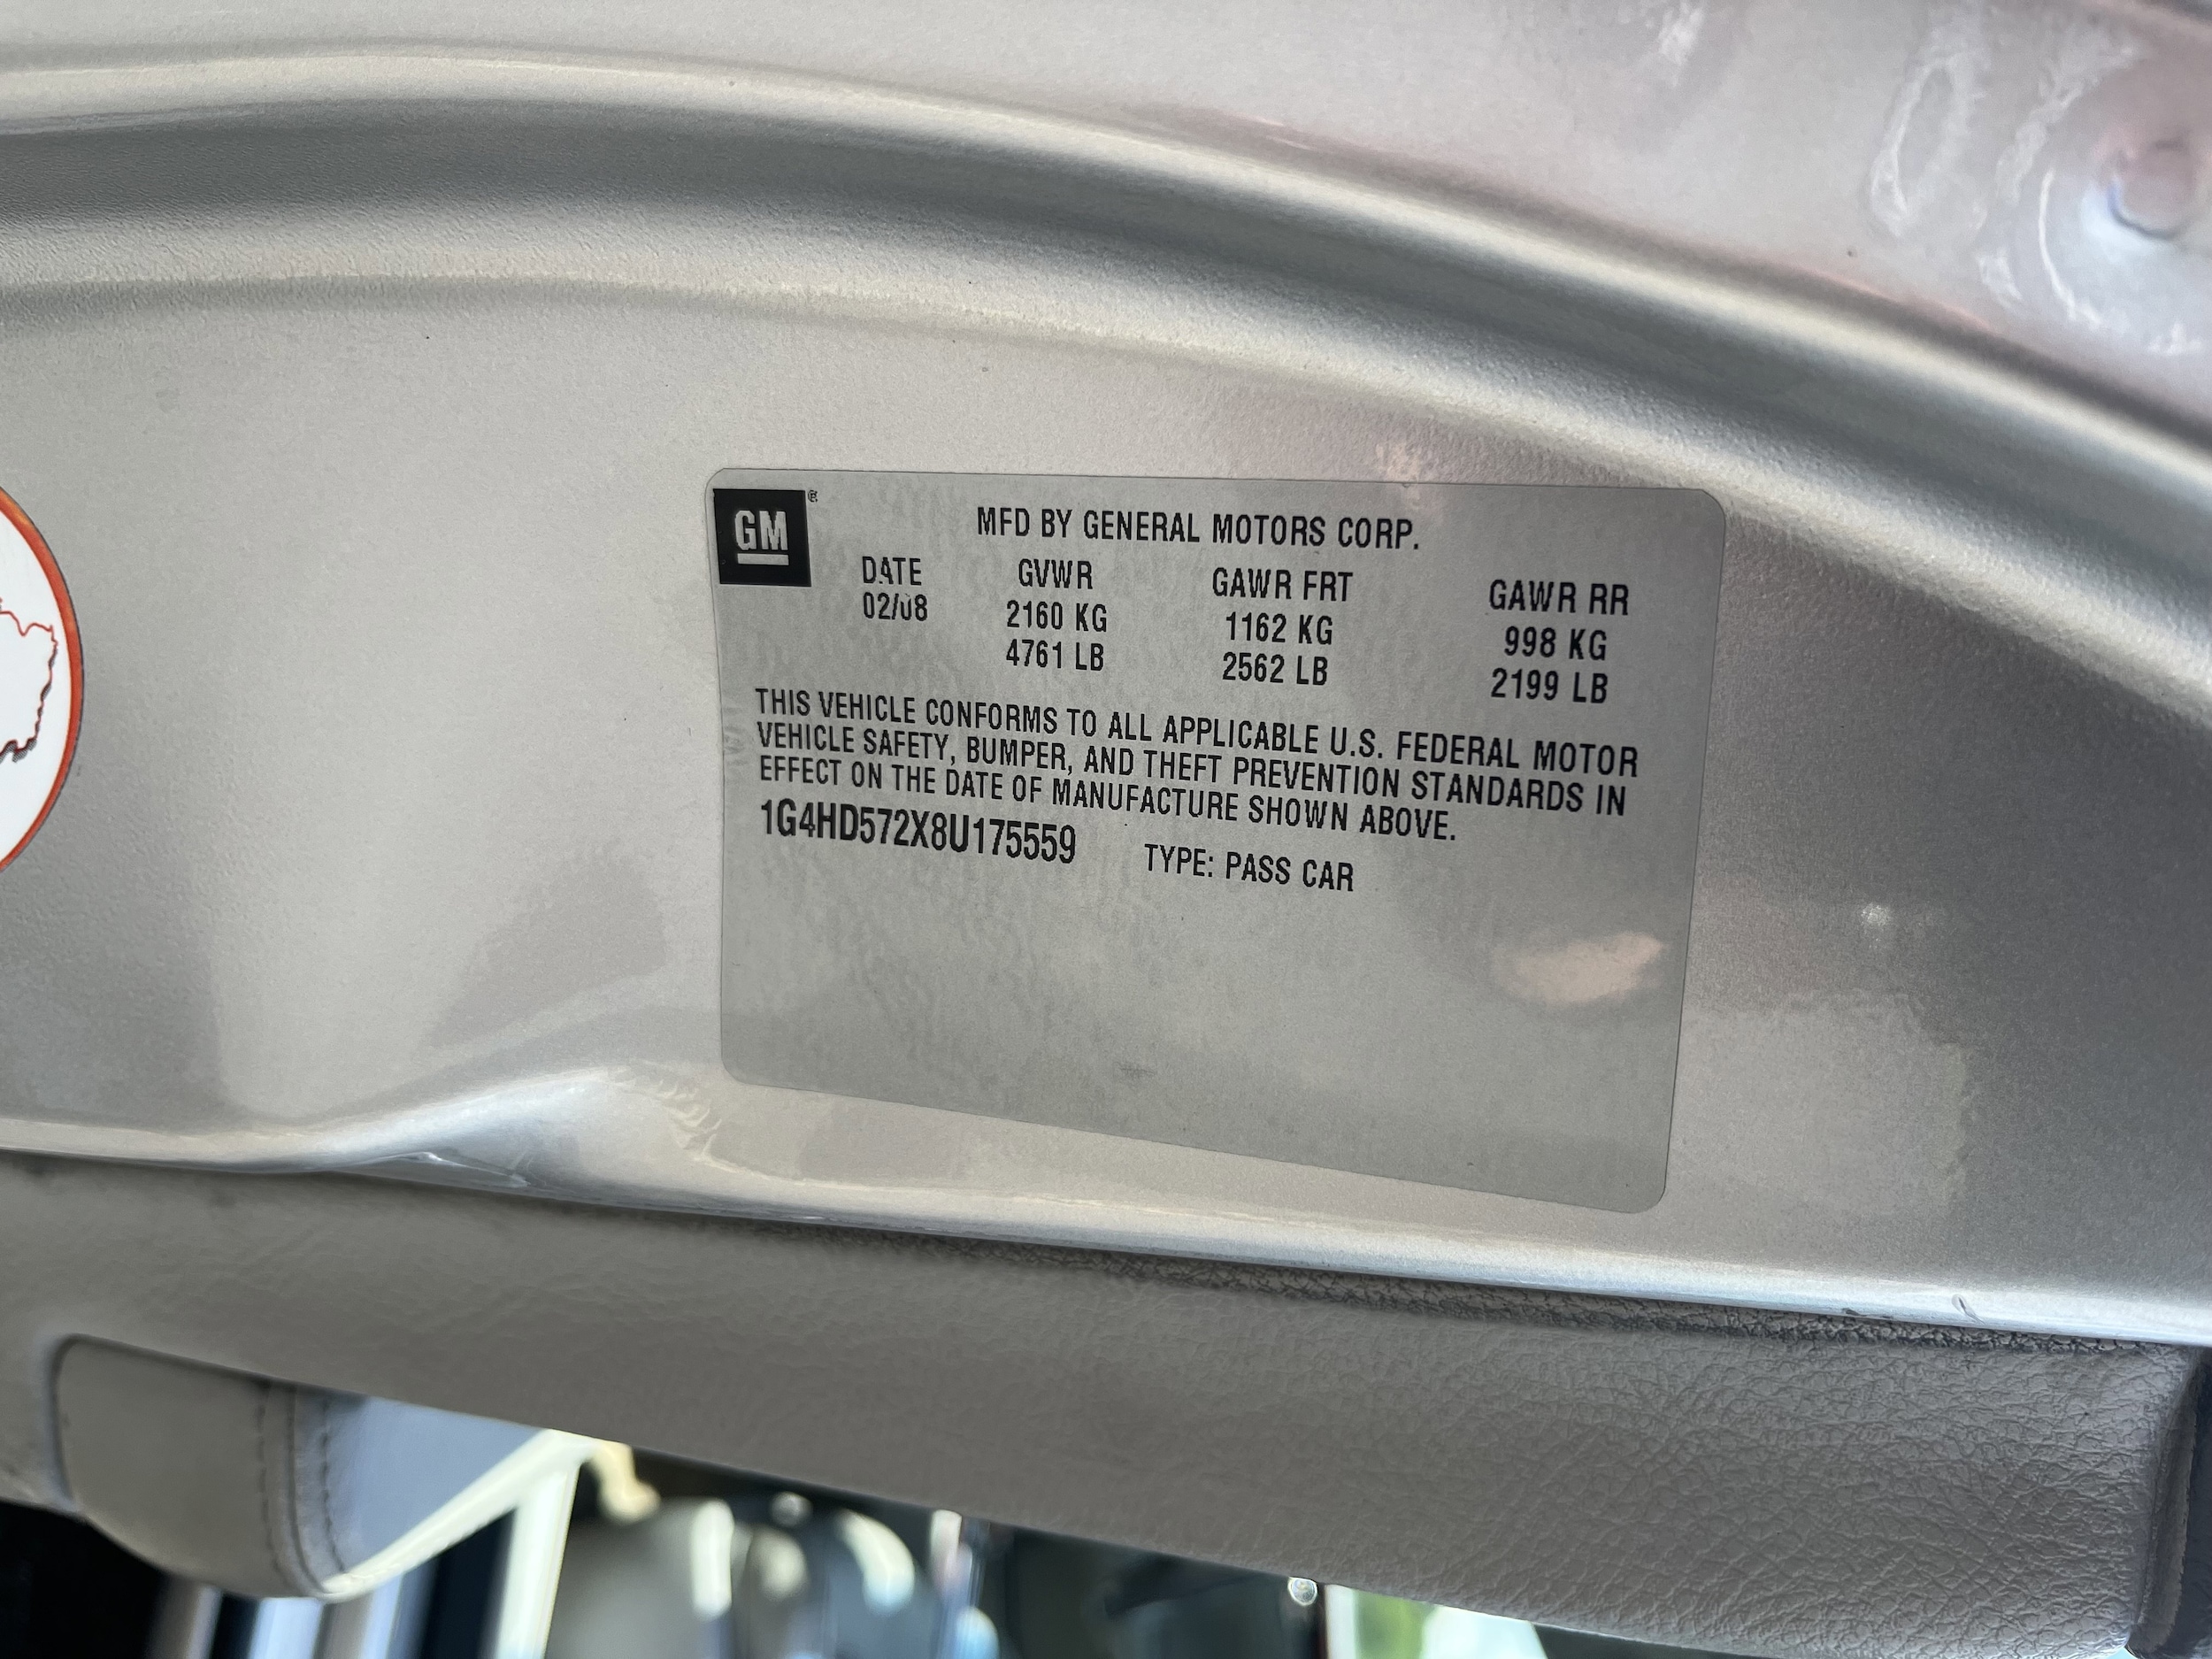 GM ®
MFD BY GENERAL MOTORS CORP.
DATE GVWR GAWR FRT GAWR RR
02/08 2160 KG 1162 KG 998 KG
4761 LB 2562 LB 2199 LB
THIS VEHICLE CONFORMS TO ALL APPLICABLE U.S. FEDERAL MOTOR
VEHICLE SAFETY, BUMPER, AND THEFT PREVENTION STANDARDS IN
EFFECT ON THE DATE OF MANUFACTURE SHOWN ABOVE.
1G4HD572X8U175559 TYPE: PASS CAR